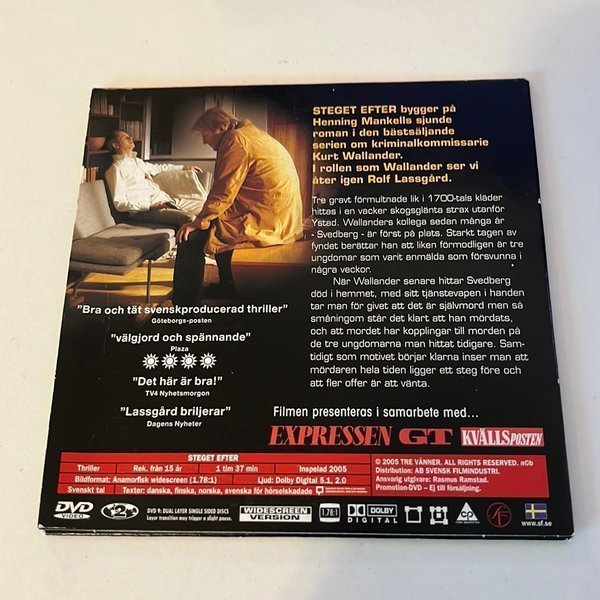 STEGET EFTER bygger på
Henning Mankells sjunde
roman i den bästsäljande
serien om kriminalkommissarie
Kurt Wallander.
I rollen som Wallander ser vi
åter igen Rolf Lassgård.
Tre gravt förmultnade lik i 1700-tals kläder
hittas i en vacker skogsglänta strax utanför
Ystad. Wallanders kollega sedan många år
- Svedberg - är först på plats. Starkt tagen av
fyndet berättar han att liken förmodligen är tre
ungdomar som varit anmälda som försvunna i
några veckor.
När Wallander senare hittar Svedberg
död i hemmet, med sitt tjänstevapen i handen
tar man för givet att det är självmord men så
småningom står det klart att han mördats,
och att mordet har kopplingar till morden på
de tre ungdomarna man hittat tidigare. Sam-
tidigt som motivet börjar klarna inser man att
mördaren hela tiden ligger ett steg före och
att fler offer är att vänta.
"Bra och tät svenskproducerad thriller"
Göteborgs-posten
"välgjord och spännande"
Plaza
"Det här är bra!"
TV4 Nyhetsmorgon
"Lassgård briljerar"
Dagens Nyheter
Filmen presenteras i samarbete med...
EXPRESSEN GT KVÄLLSPOSTEN
STEGET EFTER
Thriller Rek. från 15 år 1 tim 37 min Inspelad 2005
Bildformat: Anamorfisk widescreen (1.78:1) Ljud: Dolby Digital 5.1, 2.0
Svenskt tal Texter: danska, finska, norska, svenska för hörselskadade
© 2005 TRE VÄNNER. ALL RIGHTS RESERVED. nCb
Distribution: AB SVENSK FILMINDUSTRI.
Ansvarig utgivare: Rasmus Ramstad.
Promotion-DVD – Ej till försäljning.
DVD VIDEO
2
DVD 9: DUAL LAYER SINGLE SIDED DISCS
Layer transition may trigger a slight pause.
WIDESCREEN VERSION
1.78:1
DOLBY DIGITAL
cp
SF
www.sf.se